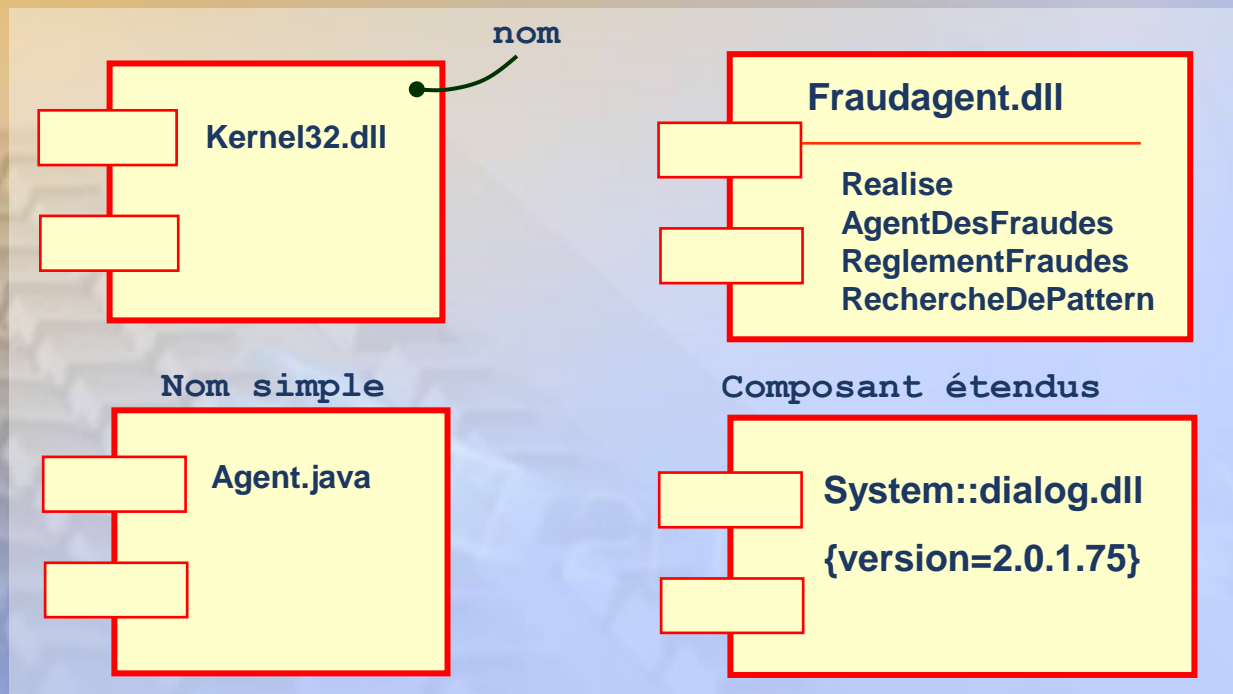 nom
Kernel32.dll
Fraudagent.dll
Realise
AgentDesFraudes
ReglementFraudes
RechercheDePattern
Nom simple
Composant étendus
Agent.java
System::dialog.dll
{version=2.0.1.75}